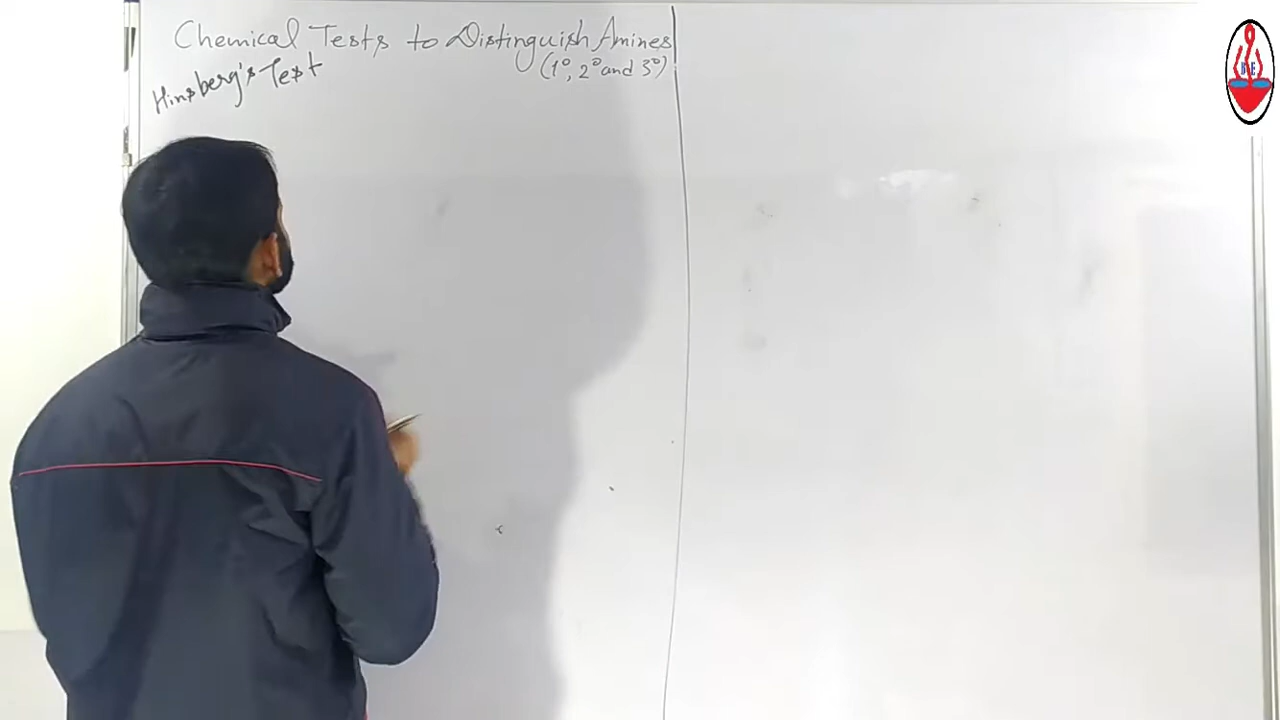 Chemical Tests to Distinguish Amines
(1°, 2° and 3°)
Hinsberg's Test